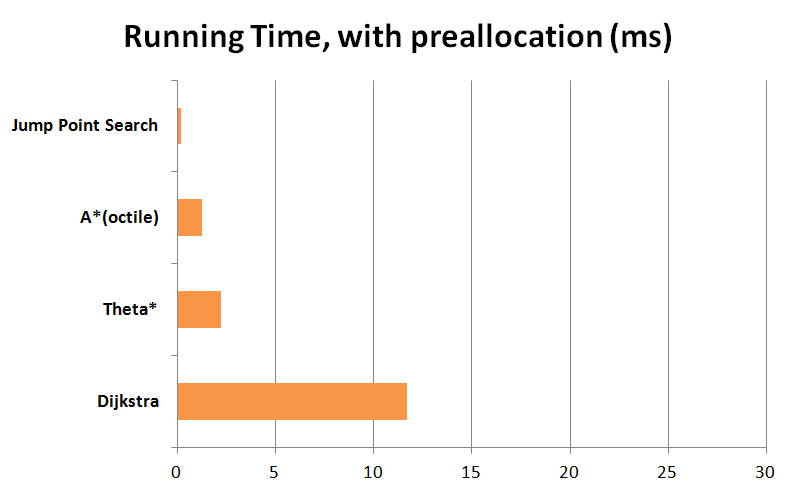 Running Time, with preallocation (ms)
Jump Point Search
A*(octile)
Theta*
Dijkstra
0 5 10 15 20 25 30